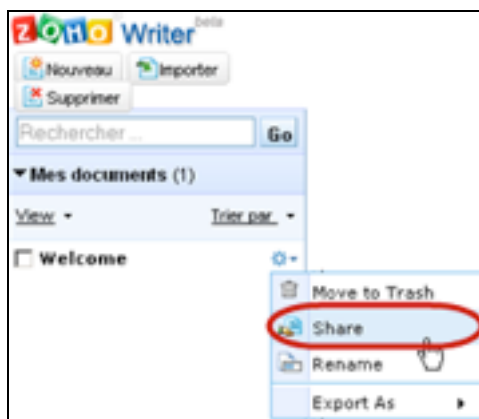 ZOHO Writer beta
Nouveau Importer
Supprimer
Rechercher ... Go
Mes documents (1)
View Trier par
Welcome
Move to Trash
Share
Rename
Export As